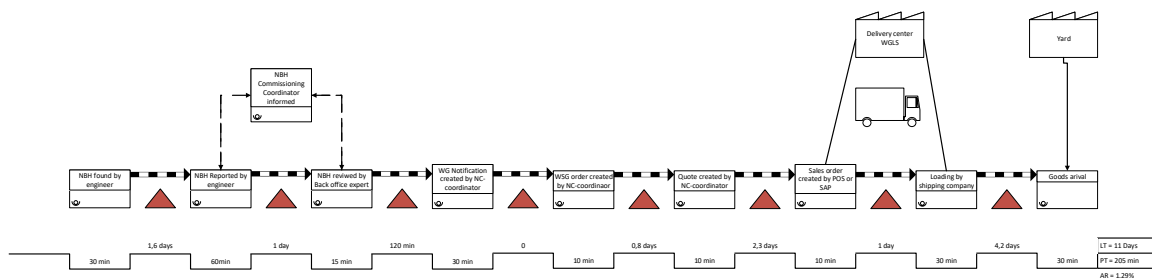 Delivery center
WGLS
Yard
NBH
Commissioning
Coordinator
informed
NBH found by
engineer
NBH Reported by
engineer
NBH reviwed by
Back office expert
WG Notification
created by NC-
coordinator
WSG order created
by NC-coordinaor
Quote created by
NC-coordinator
Sales order
created by POS or
SAP
Loading by
shipping company
Goods arival
1,6 days
1 day
120 min
0
0,8 days
2,3 days
1 day
4,2 days
LT = 11 Days
30 min
60min
15 min
30 min
10 min
10 min
10 min
30 min
30 min
PT = 205 min
AR = 1.29%